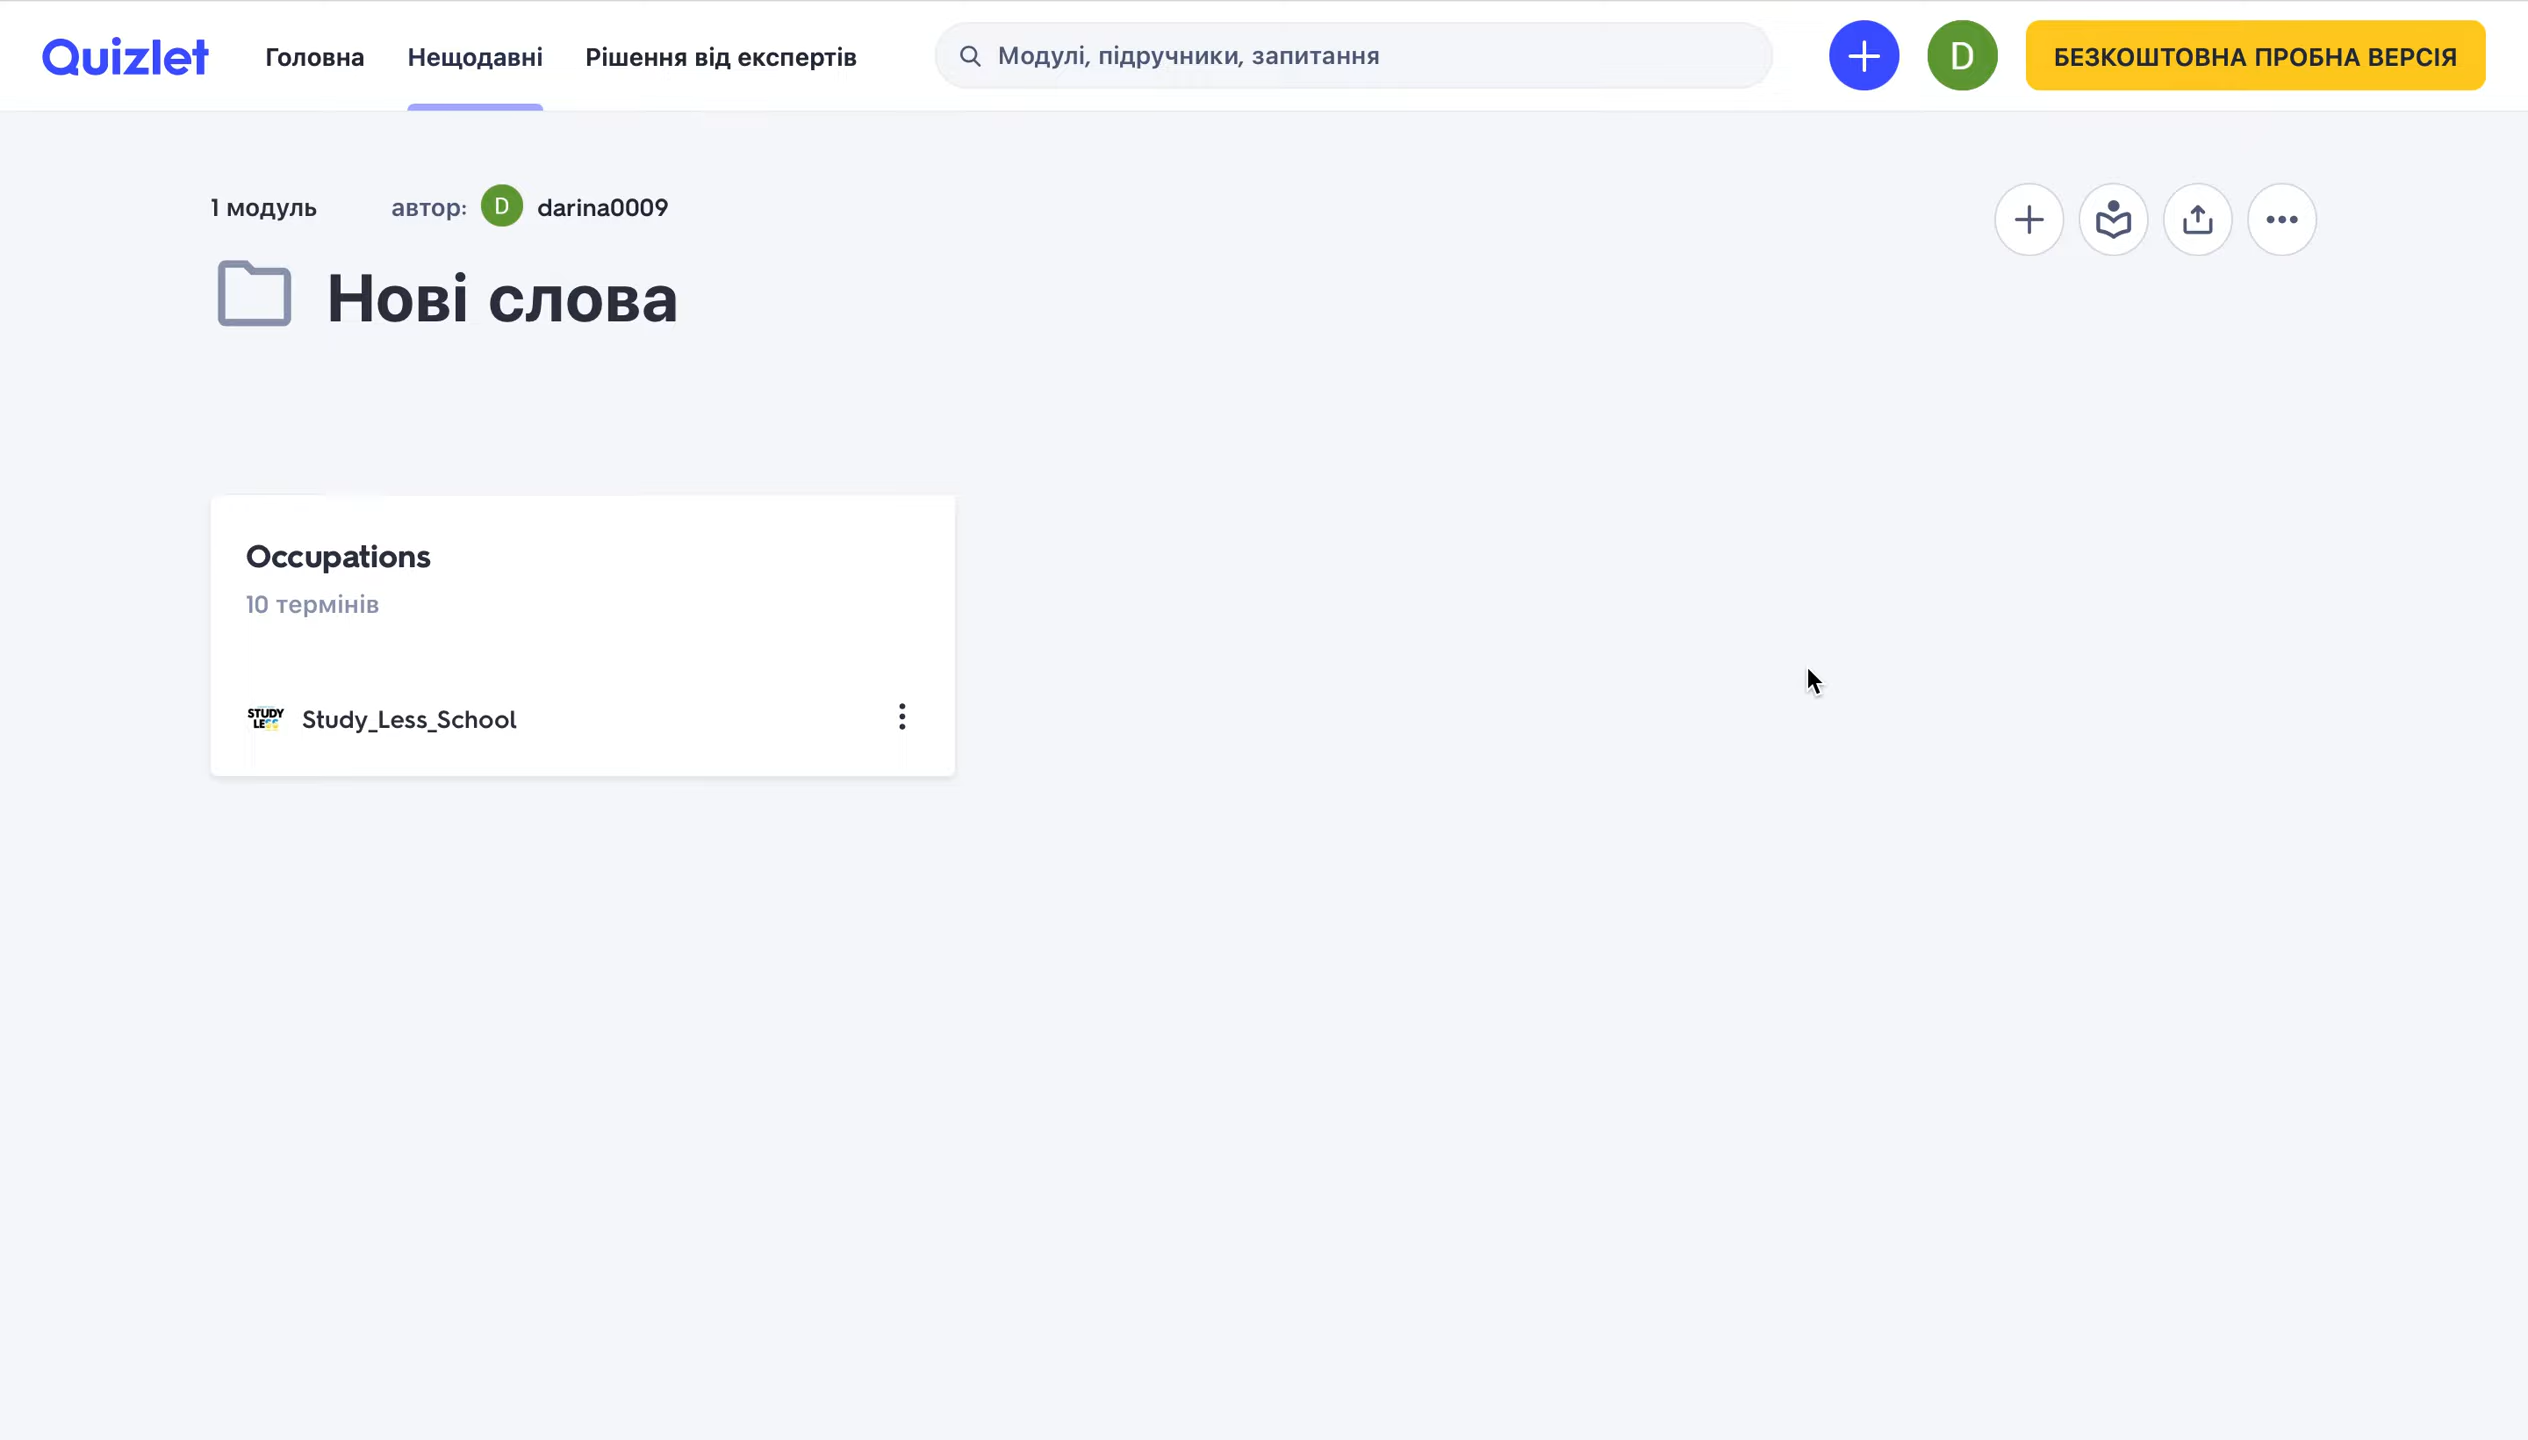 Quizlet
Головна
Нещодавні
Рішення від експертів
Модулі, підручники, запитання
D
БЕЗКОШТОВНА ПРОБНА ВЕРСІЯ
1 модуль
автор:
D
darina0009
Нові слова
Occupations
10 термінів
STUDY
LESS
Study_Less_School